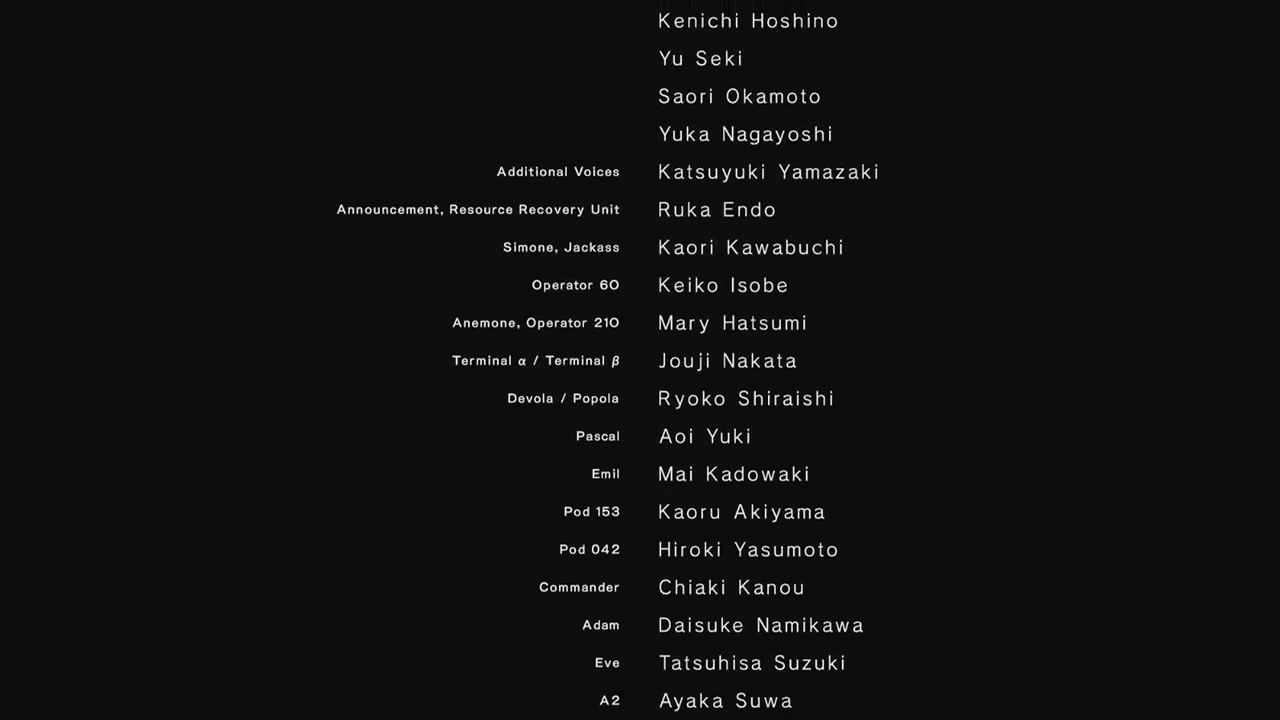 Kenichi Hoshino
Yu Seki
Saori Okamoto
Yuka Nagayoshi
Additional Voices Katsuyuki Yamazaki
Announcement, Resource Recovery Unit Ruka Endo
Simone, Jackass Kaori Kawabuchi
Operator 6O Keiko Isobe
Anemone, Operator 21O Mary Hatsumi
Terminal α / Terminal β Jouji Nakata
Devola / Popola Ryoko Shiraishi
Pascal Aoi Yuki
Emil Mai Kadowaki
Pod 153 Kaoru Akiyama
Pod 042 Hiroki Yasumoto
Commander Chiaki Kanou
Adam Daisuke Namikawa
Eve Tatsuhisa Suzuki
A2 Ayaka Suwa